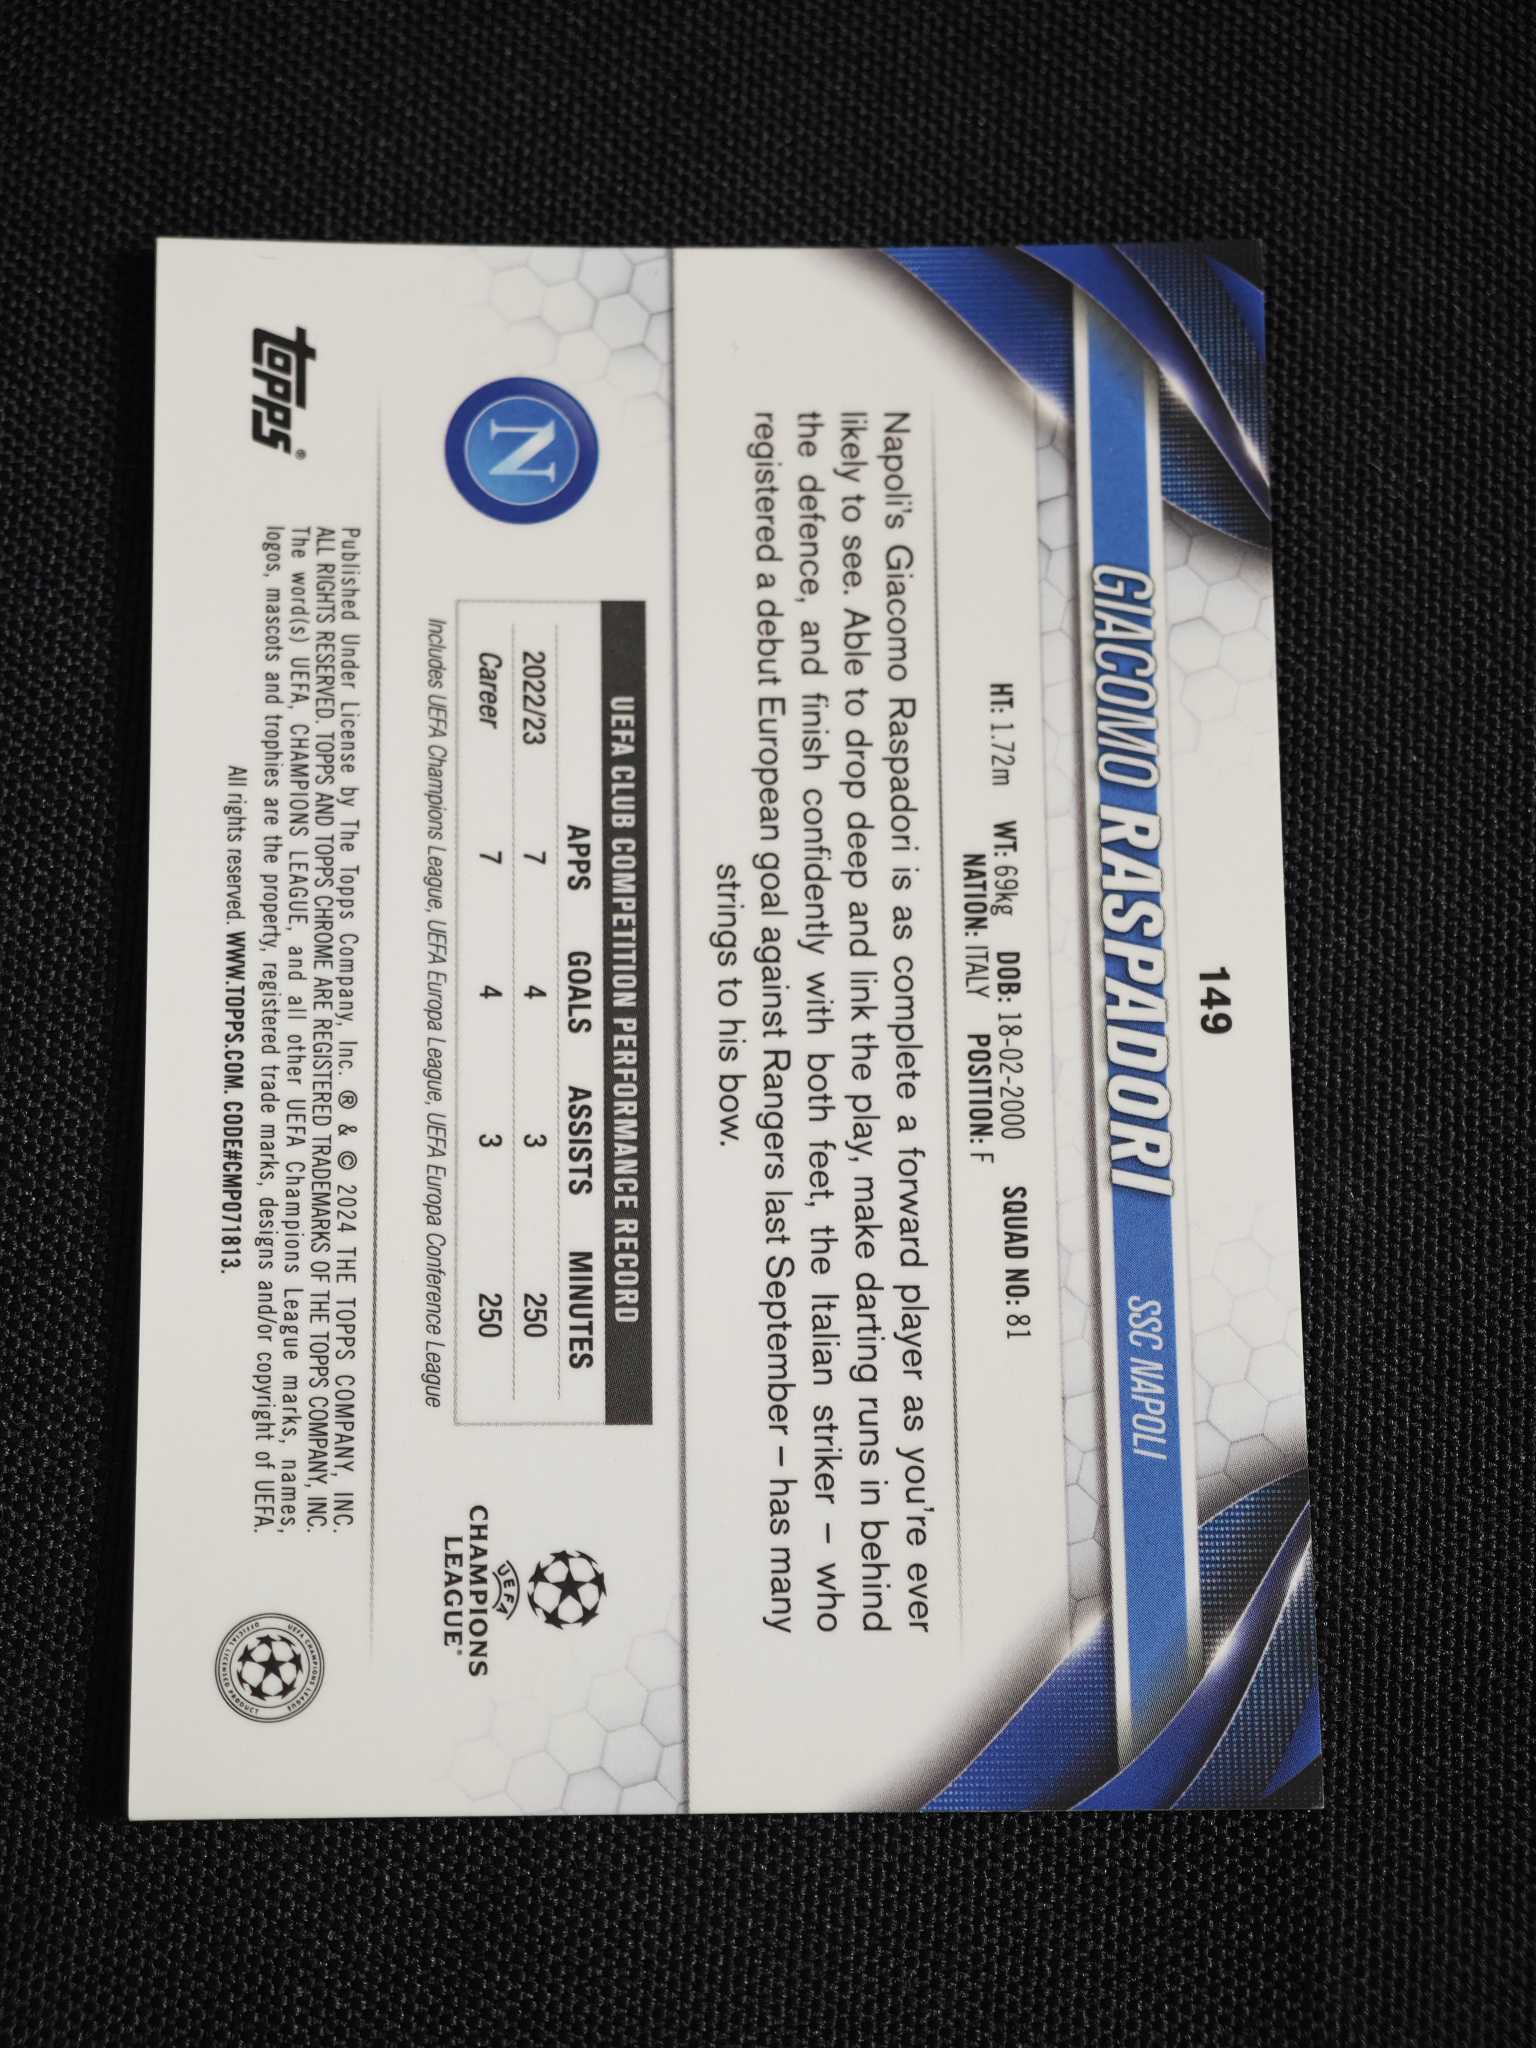 149
GIACOMO RASPADORI SSC NAPOLI
HT: 1.72m WT: 69kg DOB: 18-02-2000 SQUAD NO: 81
NATION: ITALY POSITION: F
Napoli's Giacomo Raspadori is as complete a forward player as you're ever
likely to see. Able to drop deep and link the play, make darting runs in behind
the defence, and finish confidently with both feet, the Italian striker – who
registered a debut European goal against Rangers last September – has many
strings to his bow.
N
UEFA CLUB COMPETITION PERFORMANCE RECORD
APPS GOALS ASSISTS MINUTES
2022/23 7 4 3 250
Career 7 4 3 250
Includes UEFA Champions League, UEFA Europa League, UEFA Europa Conference League
UEFA
CHAMPIONS
LEAGUE®
topps®
Published Under License by The Topps Company, Inc. ® & © 2024 THE TOPPS COMPANY, INC.
ALL RIGHTS RESERVED. TOPPS AND TOPPS CHROME ARE REGISTERED TRADEMARKS OF THE TOPPS COMPANY, INC.
The word(s) UEFA, CHAMPIONS LEAGUE, and all other UEFA Champions League marks, names,
logos, mascots and trophies are the property, registered trade marks, designs and/or copyright of UEFA.
All rights reserved. WWW.TOPPS.COM. CODE#CMP071813.
UEFA CHAMPIONS LEAGUE
OFFICIAL LICENSED PRODUCT